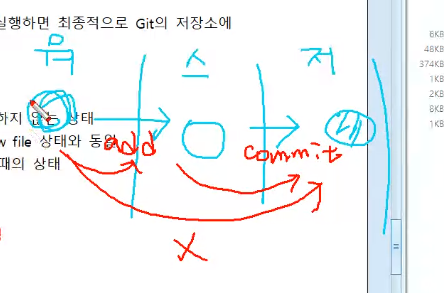 실행하면 최종적으로 Git의 저장소에
워 스 저
하지 않은 상태
w file 상태와 동일
때의 상태
add commit
X
6KB
48KB
374KB
1KB
2KB
8KB
1KB